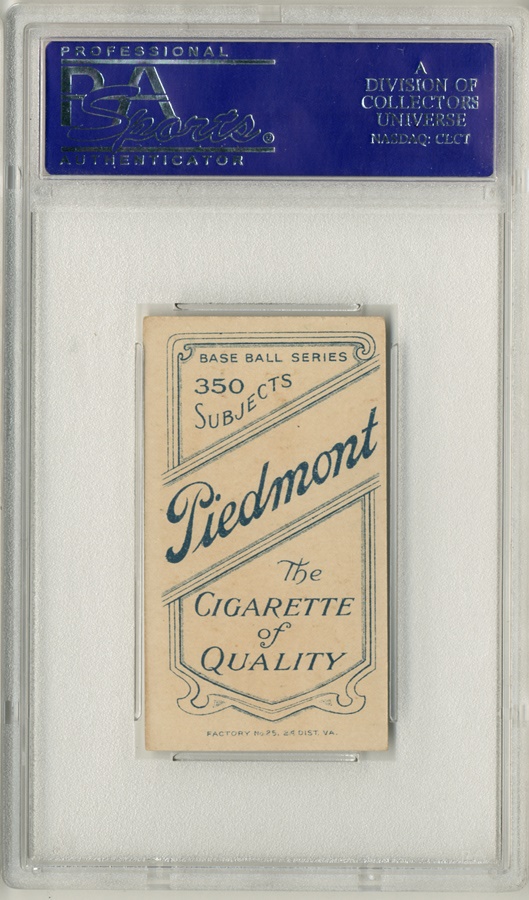 PROFESSIONAL
PSA
Sports®
AUTHENTICATOR
A
DIVISION OF
COLLECTORS
UNIVERSE
NASDAQ: CLCT
BASE BALL SERIES
350
SUBJECTS
Piedmont
The
CIGARETTE
of
QUALITY
FACTORY No 25, 2d DIST. VA.